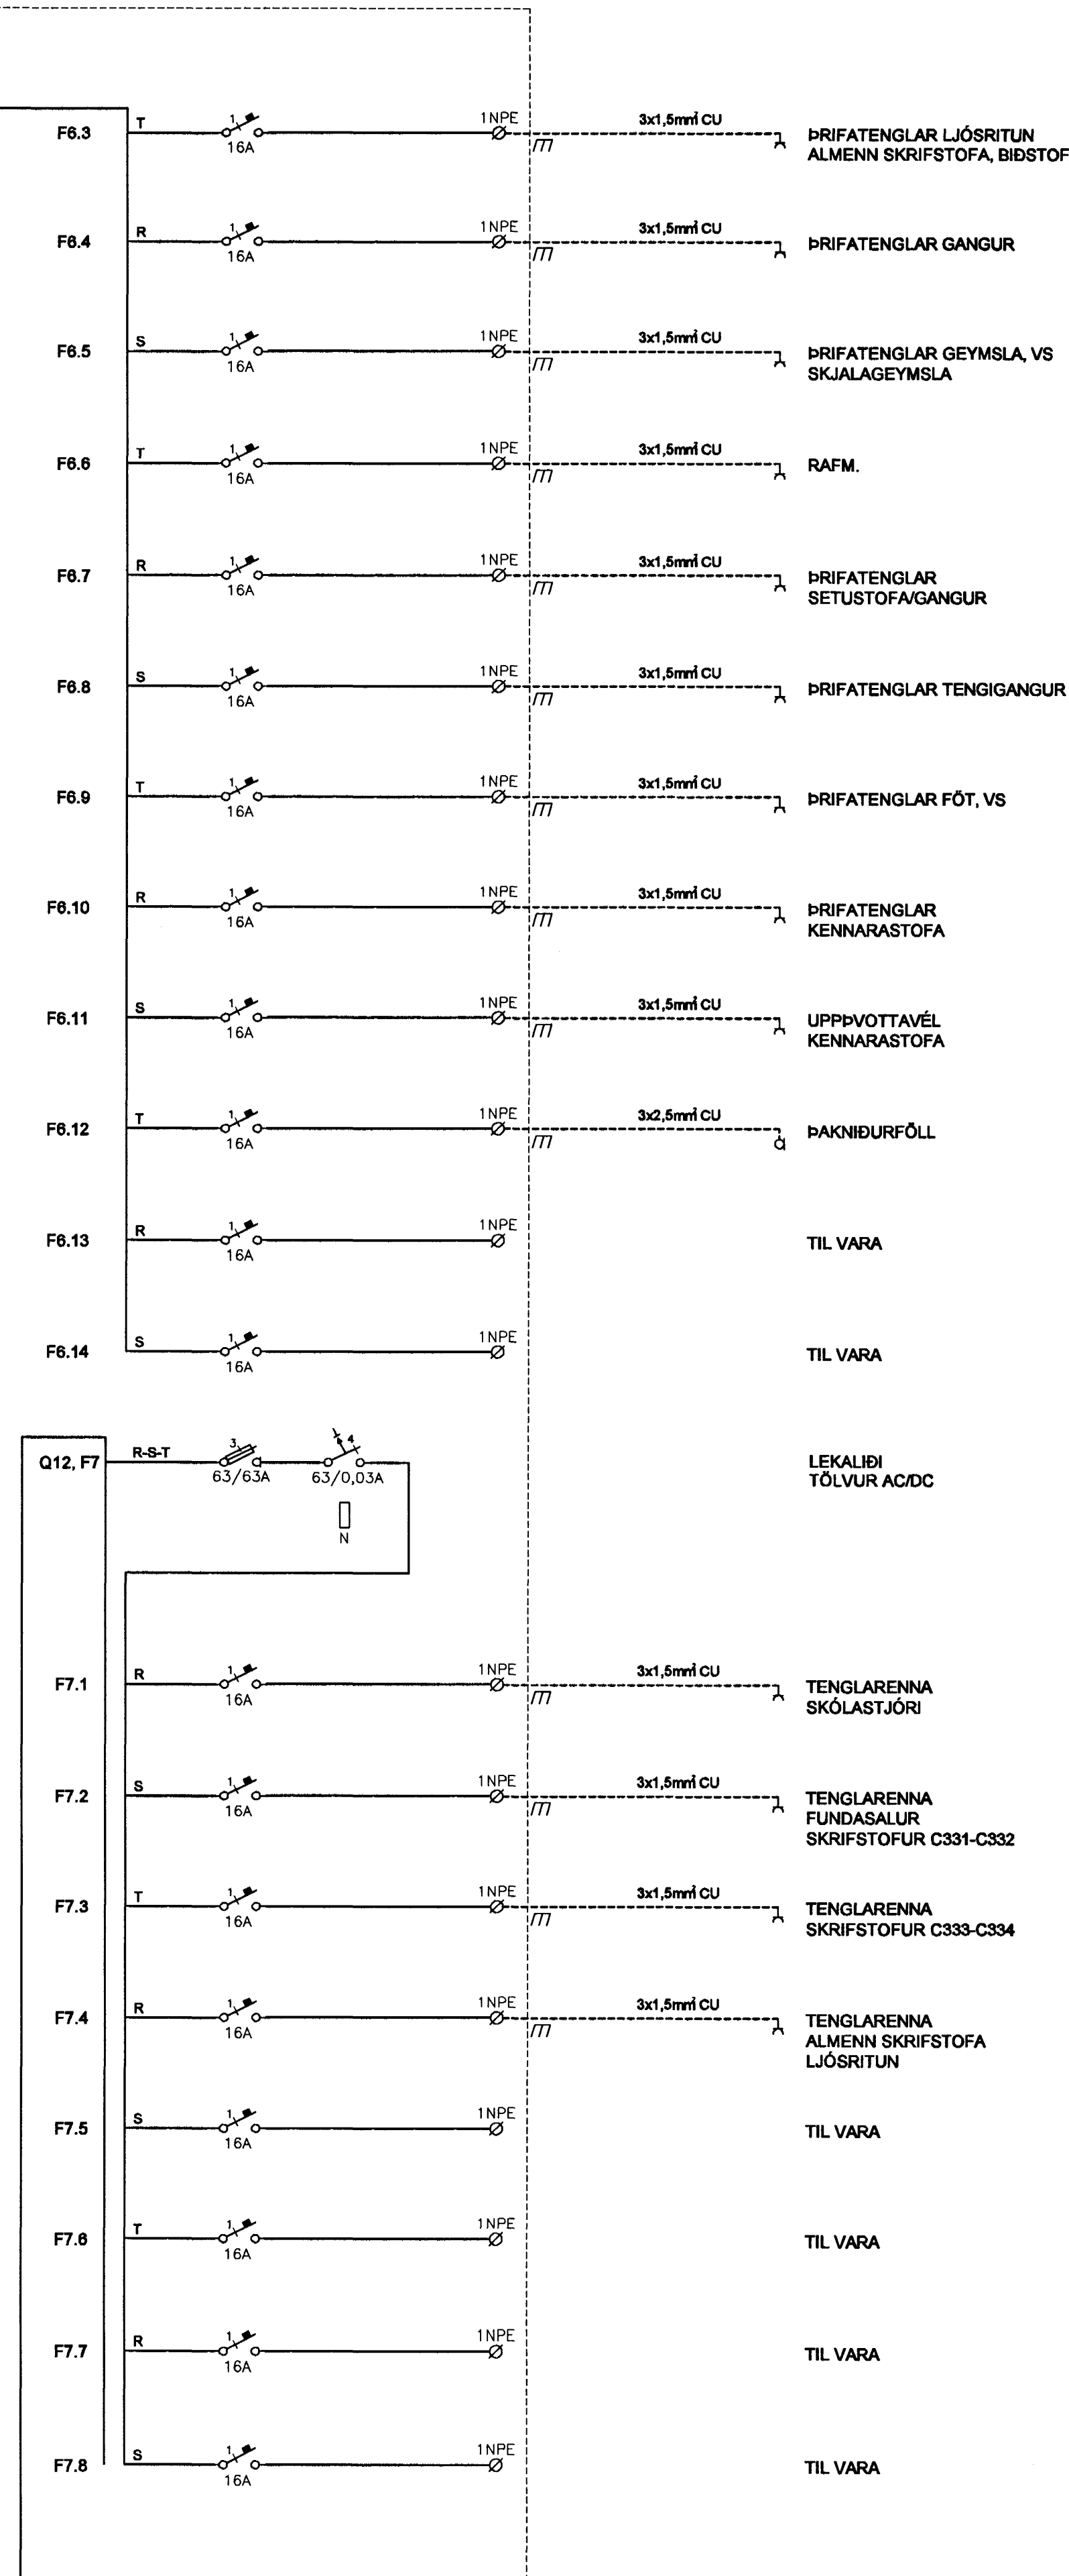 F6.3 T 1 16A 1NPE 3x1,5mm² CU ÞRIFATENGLAR LJÓSRITUN
ALMENN SKRIFSTOFA, BIÐSTOF
F6.4 R 1 16A 1NPE 3x1,5mm² CU ÞRIFATENGLAR GANGUR
F6.5 S 1 16A 1NPE 3x1,5mm² CU ÞRIFATENGLAR GEYMSLA, VS
SKJALAGEYMSLA
F6.6 T 1 16A 1NPE 3x1,5mm² CU RAFM.
F6.7 R 1 16A 1NPE 3x1,5mm² CU ÞRIFATENGLAR
SETUSTOFA/GANGUR
F6.8 S 1 16A 1NPE 3x1,5mm² CU ÞRIFATENGLAR TENGIGANGUR
F6.9 T 1 16A 1NPE 3x1,5mm² CU ÞRIFATENGLAR FÖT, VS
F6.10 R 1 16A 1NPE 3x1,5mm² CU ÞRIFATENGLAR
KENNARASTOFA
F6.11 S 1 16A 1NPE 3x1,5mm² CU UPPÞVOTTAVÉL
KENNARASTOFA
F6.12 T 1 16A 1NPE 3x2,5mm² CU ÞAKNIÐURFÖLL
F6.13 R 1 16A 1NPE TIL VARA
F6.14 S 1 16A 1NPE TIL VARA
Q12, F7 R-S-T 3 63/63A 4 63/0,03A LEKALIÐI
TÖLVUR AC/DC
N
F7.1 R 1 16A 1NPE 3x1,5mm² CU TENGLARENNA
SKÓLASTJÓRI
F7.2 S 1 16A 1NPE 3x1,5mm² CU TENGLARENNA
FUNDASALUR
SKRIFSTOFUR C331-C332
F7.3 T 1 16A 1NPE 3x1,5mm² CU TENGLARENNA
SKRIFSTOFUR C333-C334
F7.4 R 1 16A 1NPE 3x1,5mm² CU TENGLARENNA
ALMENN SKRIFSTOFA
LJÓSRITUN
F7.5 S 1 16A 1NPE TIL VARA
F7.6 T 1 16A 1NPE TIL VARA
F7.7 R 1 16A 1NPE TIL VARA
F7.8 S 1 16A 1NPE TIL VARA